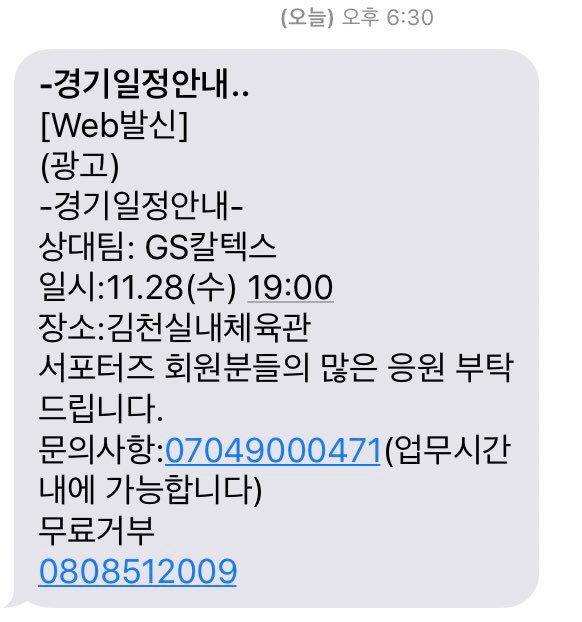 (오늘) 오후 6:30
-경기일정안내..
[Web발신]
(광고)
-경기일정안내-
상대팀: GS칼텍스
일시:11.28(수) 19:00
장소:김천실내체육관
서포터즈 회원분들의 많은 응원 부탁
드립니다.
문의사항:07049000471(업무시간
내에 가능합니다)
무료거부
0808512009